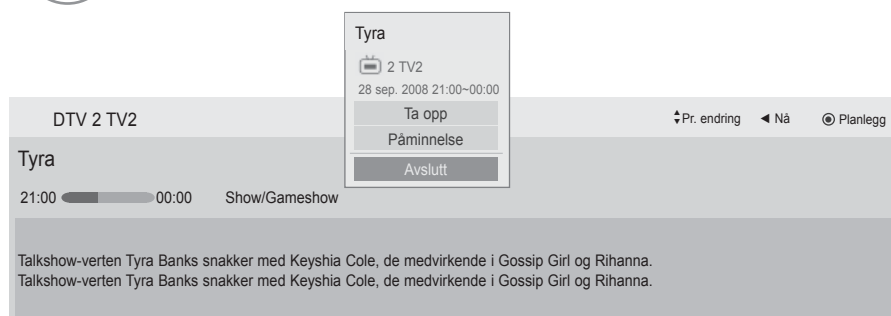 Tyra
2 TV2
28 sep. 2008 21:00~00:00
Ta opp
Påminnelse
Avslutt
DTV 2 TV2
Pr. endring ◀ Nå ◉ Planlegg
Tyra
21:00 00:00 Show/Gameshow
Talkshow-verten Tyra Banks snakker med Keyshia Cole, de medvirkende i Gossip Girl og Rihanna.
Talkshow-verten Tyra Banks snakker med Keyshia Cole, de medvirkende i Gossip Girl og Rihanna.